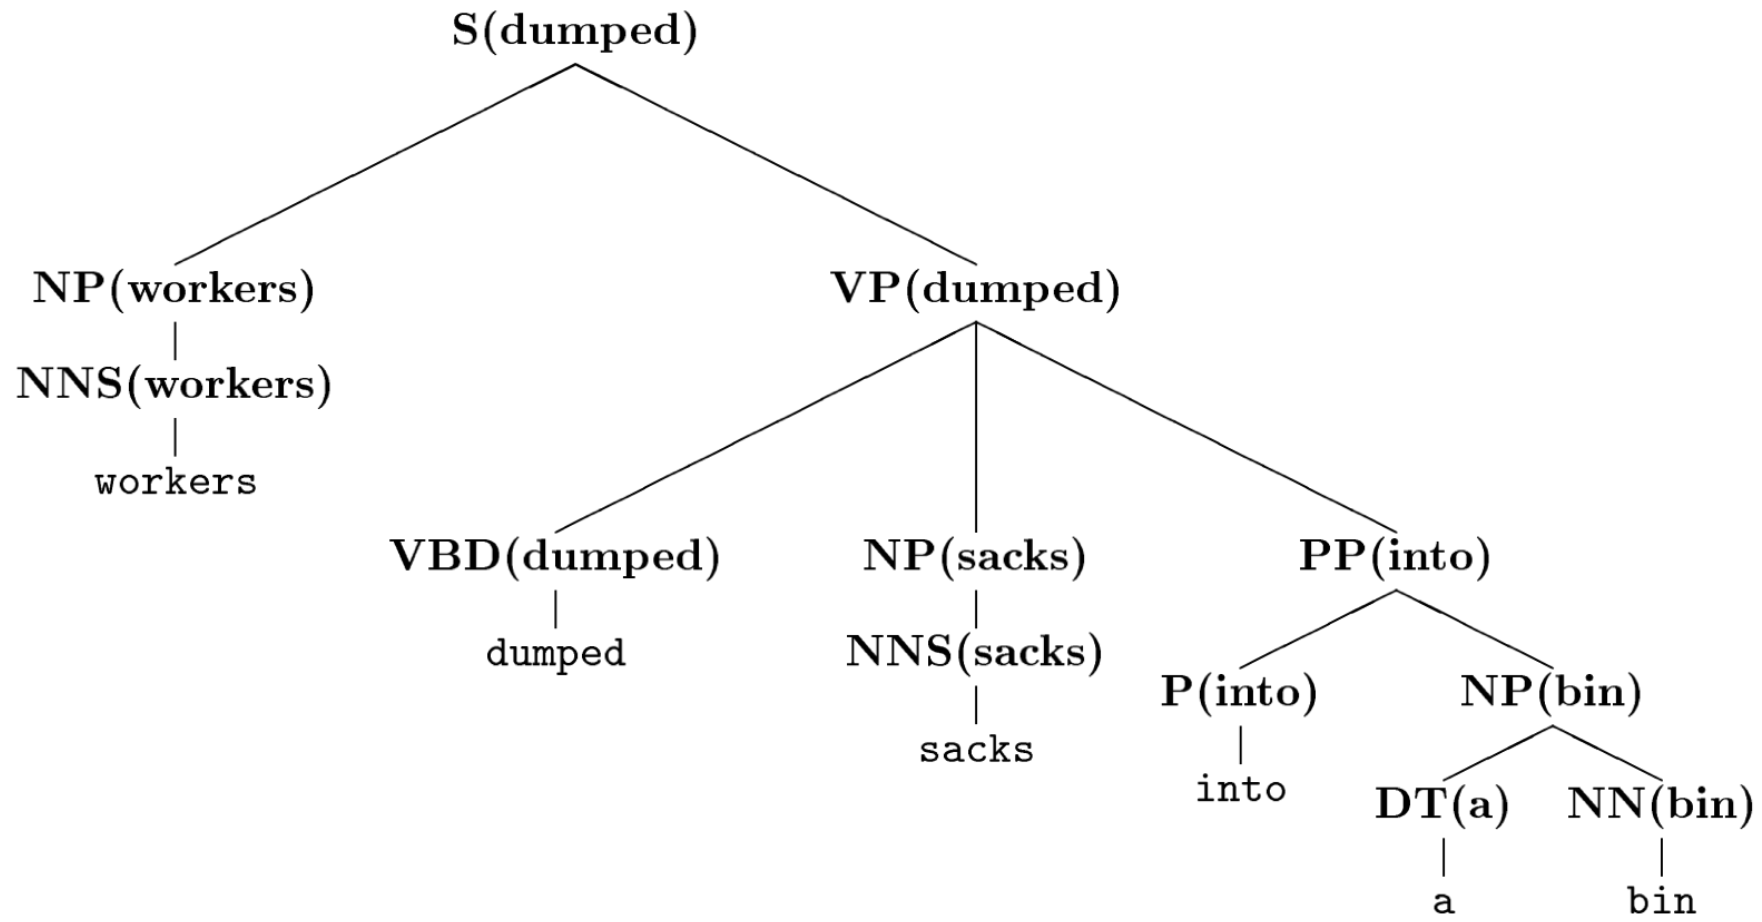 S(dumped)
NP(workers) VP(dumped)
NNS(workers)
workers
VBD(dumped) NP(sacks) PP(into)
dumped NNS(sacks)
P(into) NP(bin)
sacks
into
DT(a) NN(bin)
a bin